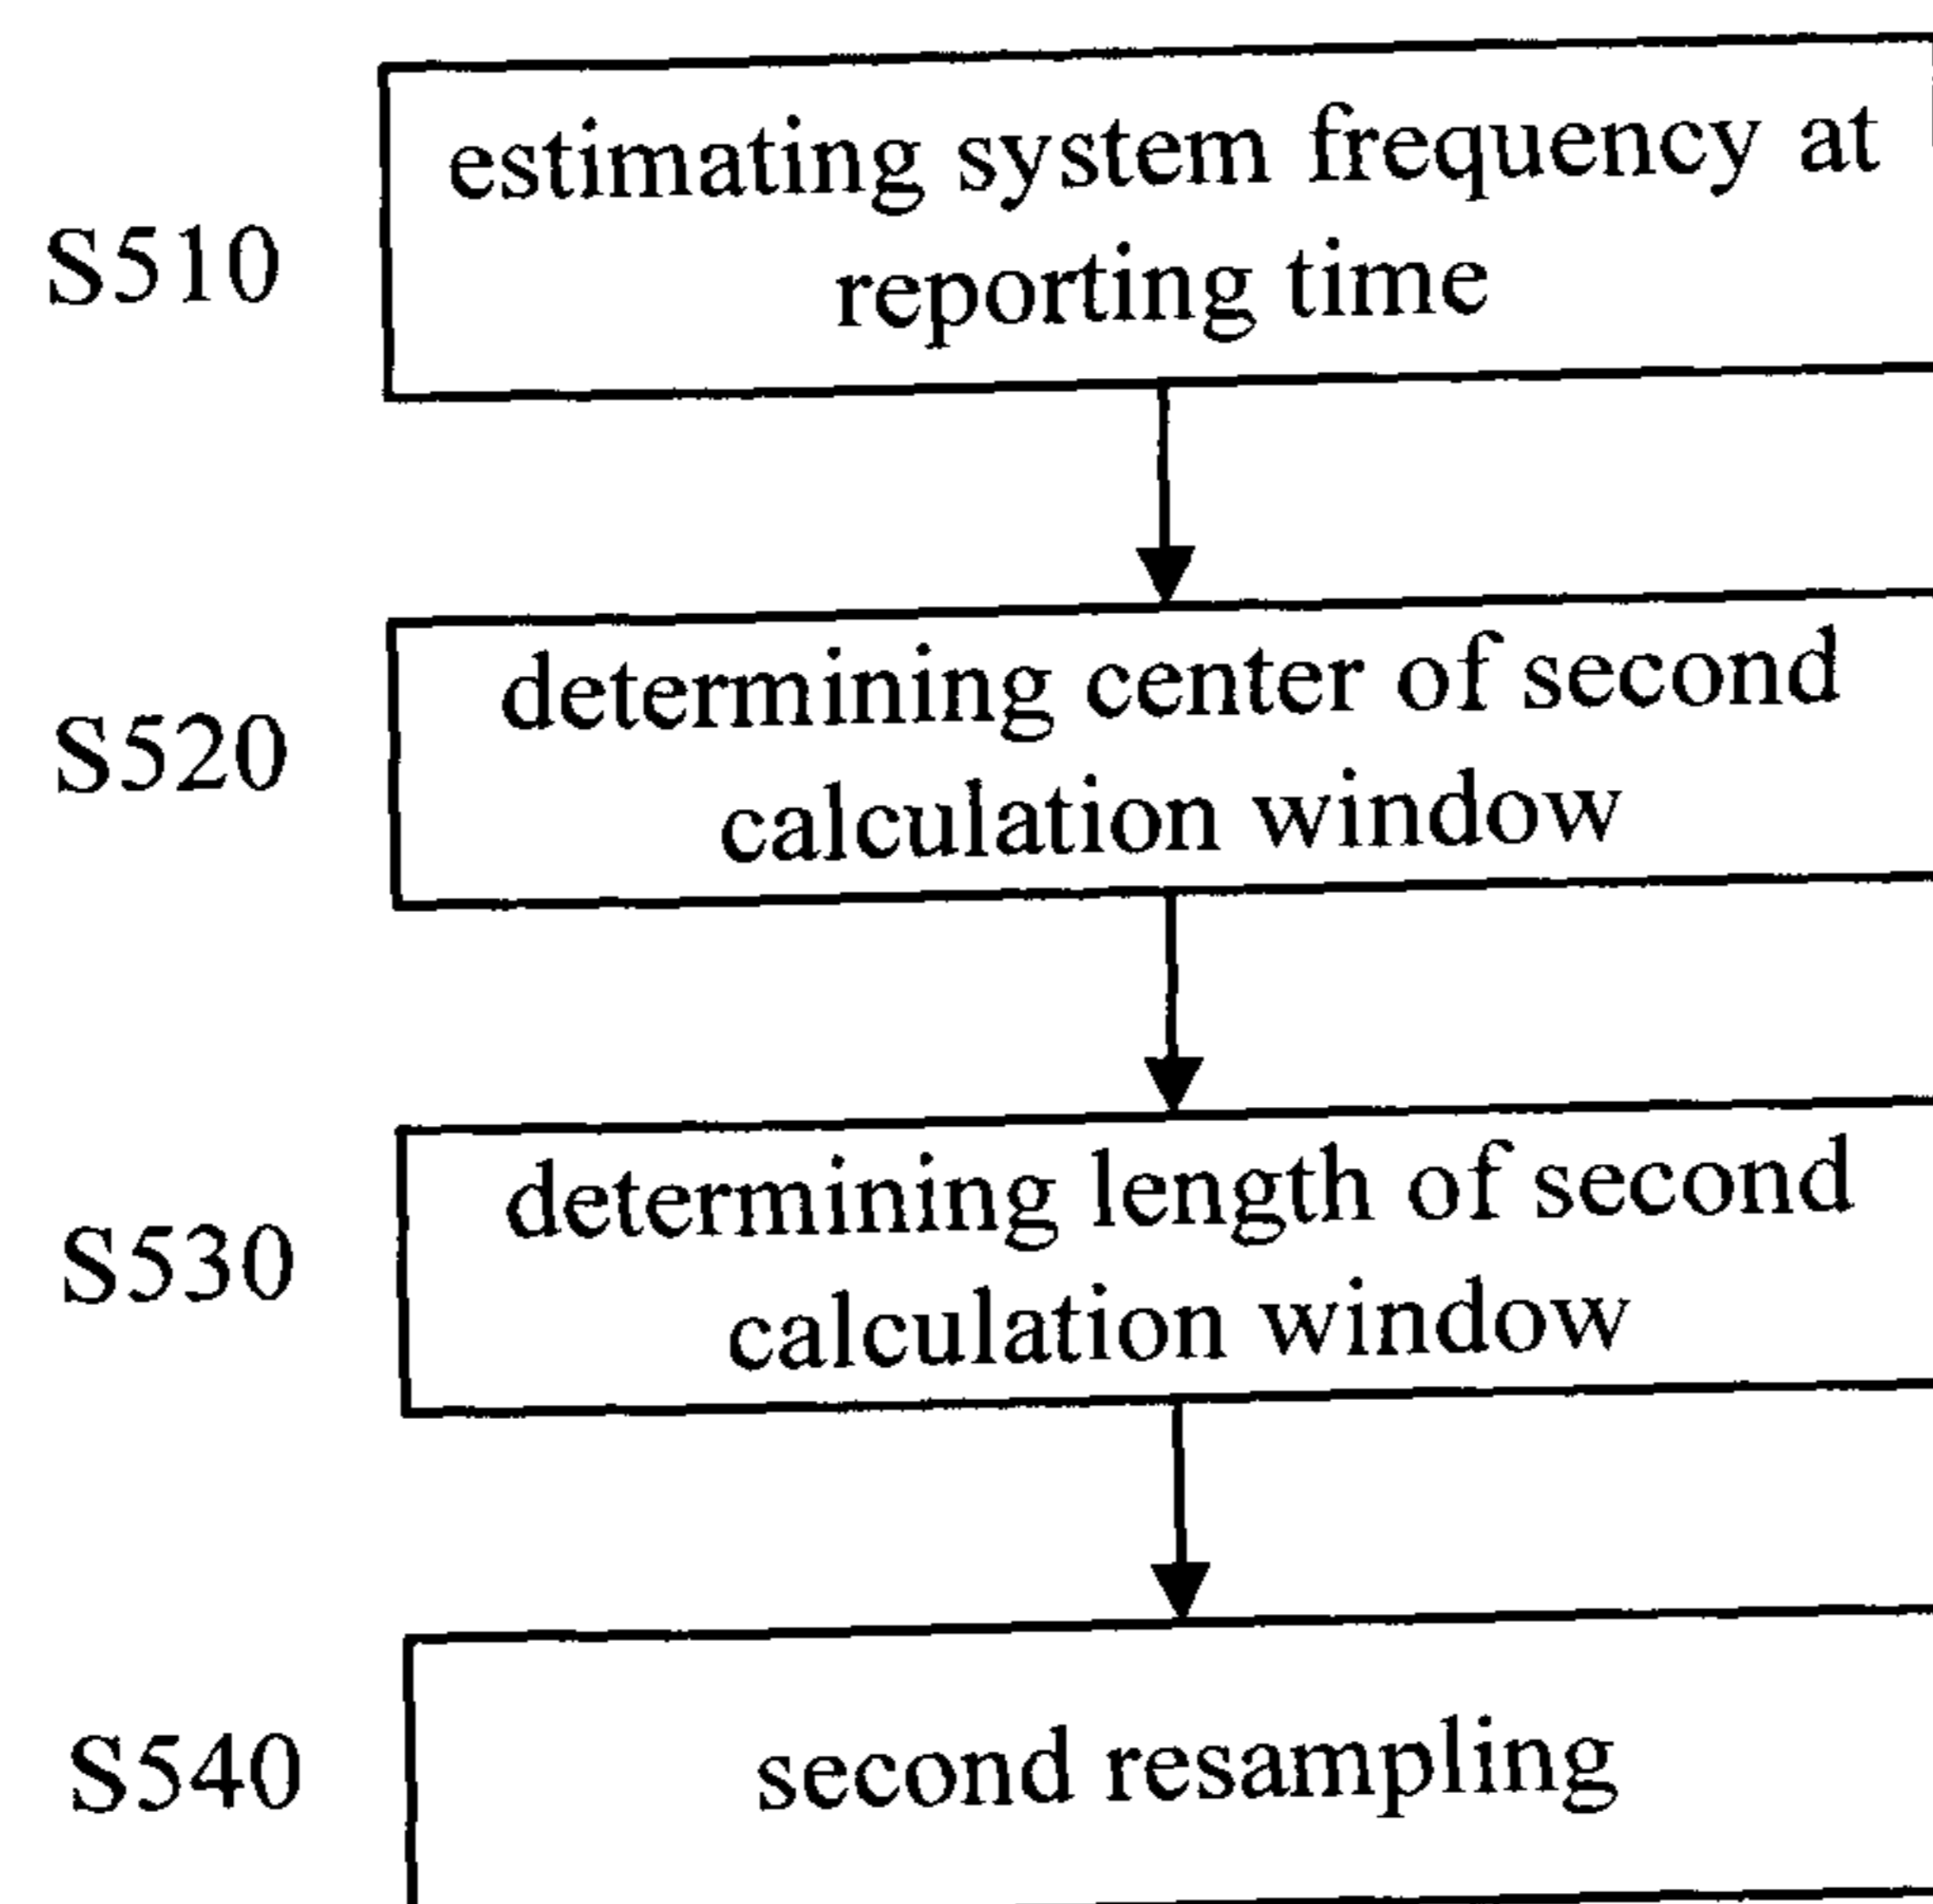 estimating system frequency at
reporting time
S510
determining center of second
calculation window
S520
determining length of second
calculation window
S530
second resampling
S540